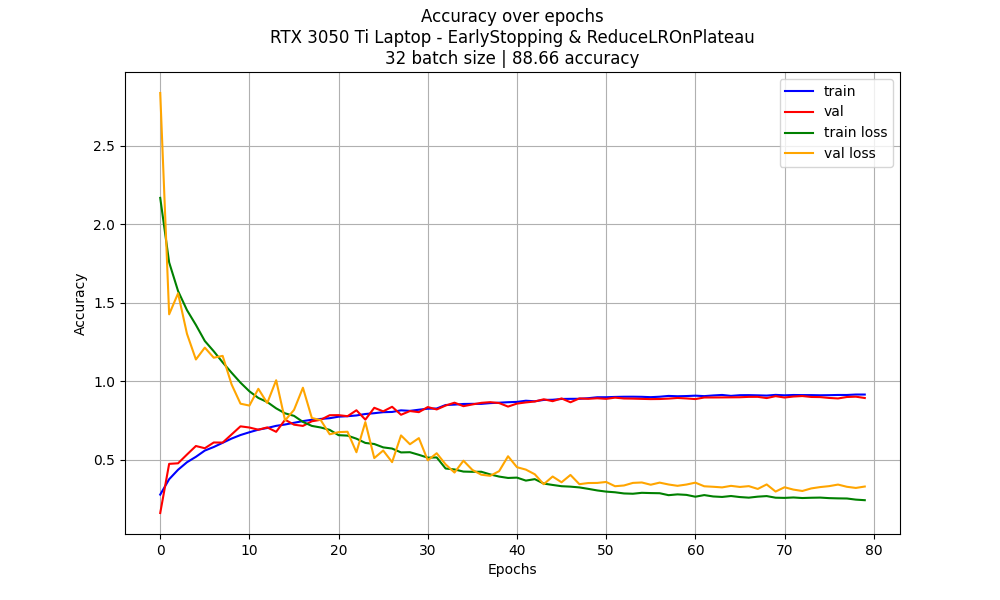 Accuracy over epochs
RTX 3050 Ti Laptop - EarlyStopping & ReduceLROnPlateau
32 batch size | 88.66 accuracy
train
val
train loss
val loss
2.5
2.0
1.5
1.0
0.5
Accuracy
0 10 20 30 40 50 60 70 80
Epochs